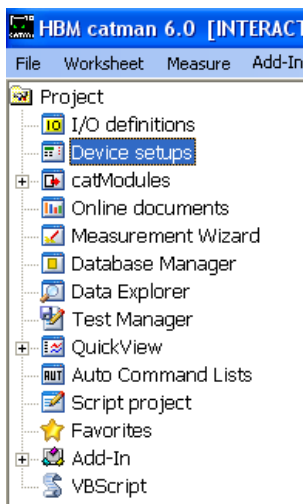 HBM catman 6.0 [INTERACT
File Worksheet Measure Add-In
Project
I/O definitions
Device setups
catModules
Online documents
Measurement Wizard
Database Manager
Data Explorer
Test Manager
QuickView
AUT Auto Command Lists
Script project
Favorites
Add-In
VBScript